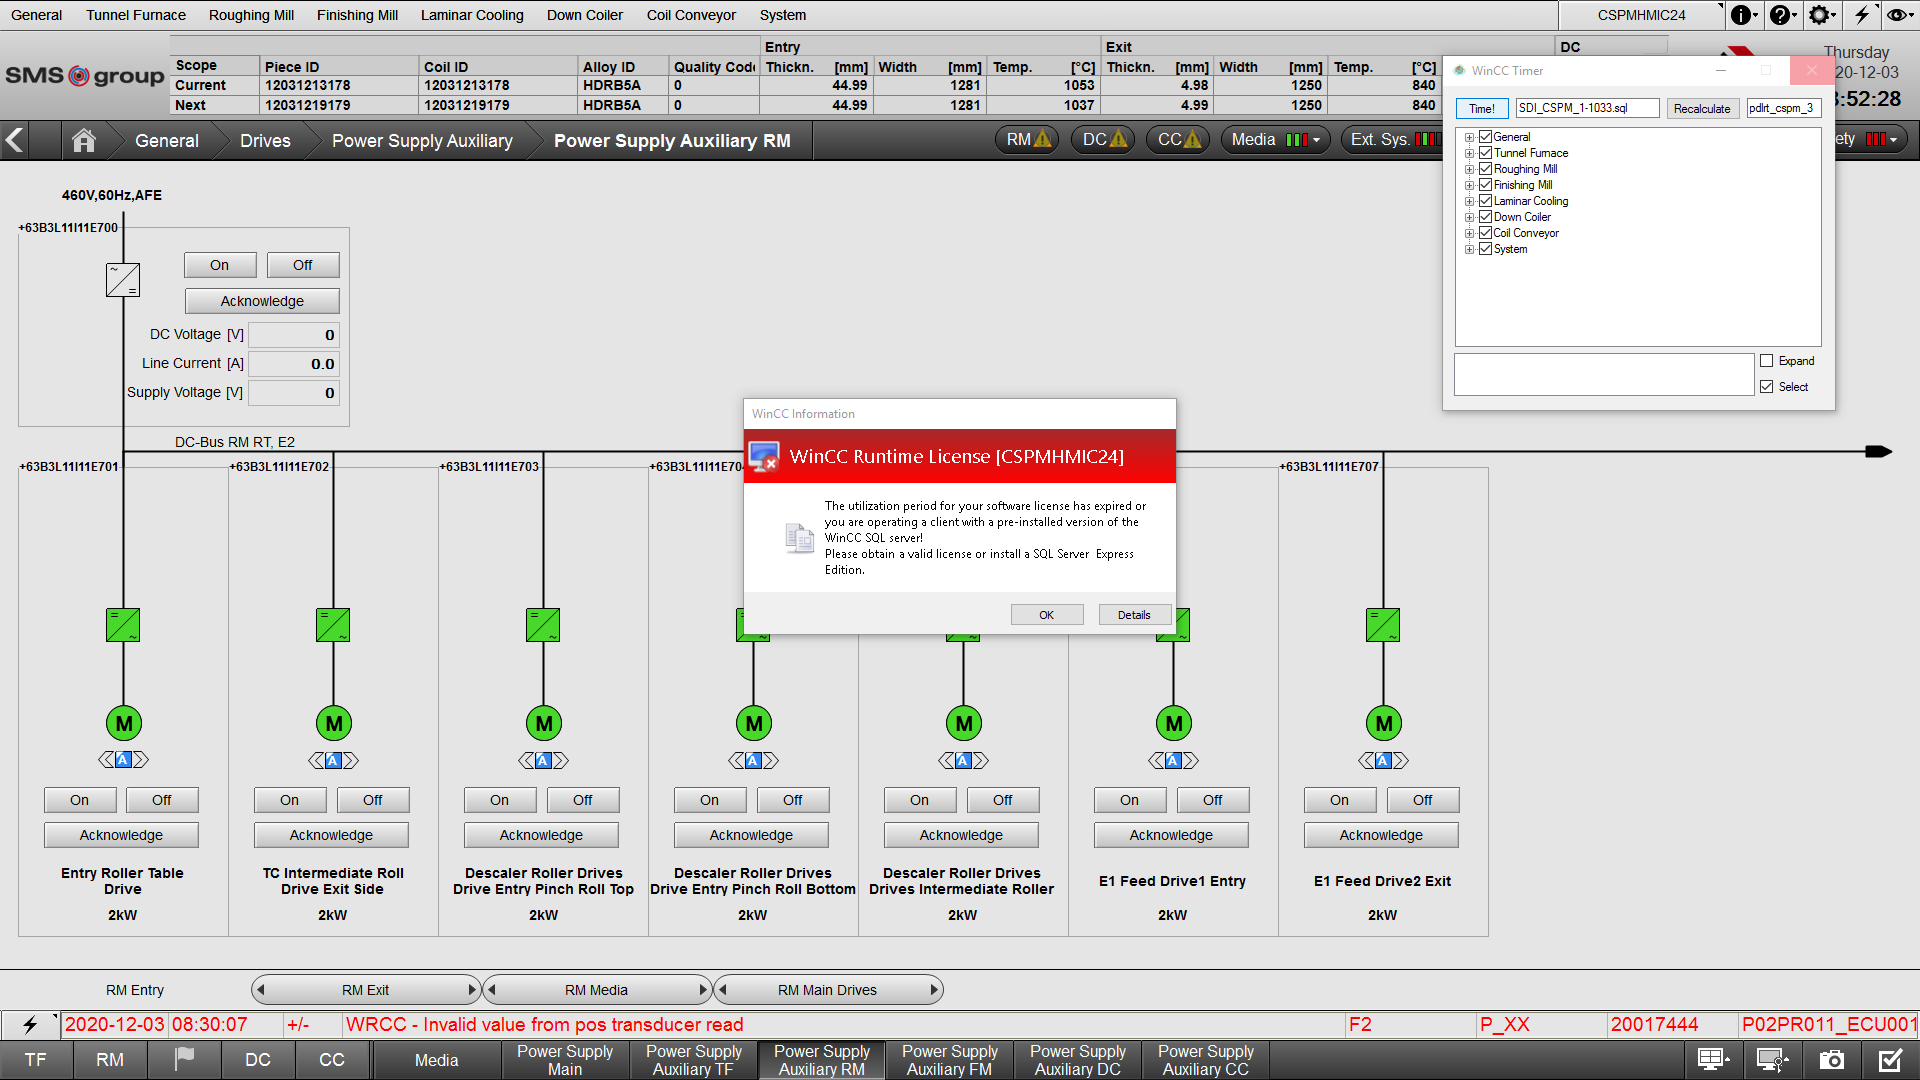 General Tunnel Furnace Roughing Mill Finishing Mill Laminar Cooling Down Coiler Coil Conveyor System CSPMHMIC24
SMS group
Entry Exit DC
Scope Piece ID Coil ID Alloy ID Quality Code Thickn. [mm] Width [mm] Temp. [°C] Thickn. [mm] Width [mm] Temp. [°C]
Current 12031213178 12031213178 HDRB5A 0 44.99 1281 1053 4.98 1250 840
Next 12031219179 12031219179 HDRB5A 0 44.99 1281 1037 4.99 1250 840
Thursday
20-12-03
:52:28
General Drives Power Supply Auxiliary Power Supply Auxiliary RM RM DC CC Media Ext. Sys. ety
WinCC Timer
Time! SDI_CSPM_1-1033.sql Recalculate pdlrt_cspm_3
General
Tunnel Furnace
Roughing Mill
Finishing Mill
Laminar Cooling
Down Coiler
Coil Conveyor
System
Expand
Select
460V,60Hz,AFE
+63B3L11I11E700
On Off
Acknowledge
DC Voltage [V] 0
Line Current [A] 0.0
Supply Voltage [V] 0
DC-Bus RM RT, E2
+63B3L11I11E701 +63B3L11I11E702 +63B3L11I11E703 +63B3L11I11E70 +63B3L11I11E707
WinCC Information
WinCC Runtime License [CSPMHMIC24]
The utilization period for your software license has expired or
you are operating a client with a pre-installed version of the
WinCC SQL server!
Please obtain a valid license or install a SQL Server Express
Edition.
OK Details
M M M M M M M
A A A A A A A
On Off On Off On Off On Off On Off On Off On Off
Acknowledge Acknowledge Acknowledge Acknowledge Acknowledge Acknowledge Acknowledge
Entry Roller Table
Drive
2kW
TC Intermediate Roll
Drive Exit Side
2kW
Descaler Roller Drives
Drive Entry Pinch Roll Top
2kW
Descaler Roller Drives
Drive Entry Pinch Roll Bottom
2kW
Descaler Roller Drives
Drives Intermediate Roller
2kW
E1 Feed Drive1 Entry
2kW
E1 Feed Drive2 Exit
2kW
RM Entry RM Exit RM Media RM Main Drives
2020-12-03 08:30:07 +/- WRCC - Invalid value from pos transducer read F2 P_XX 20017444 P02PR011_ECU001
TF RM DC CC Media
Power Supply
Main
Power Supply
Auxiliary TF
Power Supply
Auxiliary RM
Power Supply
Auxiliary FM
Power Supply
Auxiliary DC
Power Supply
Auxiliary CC